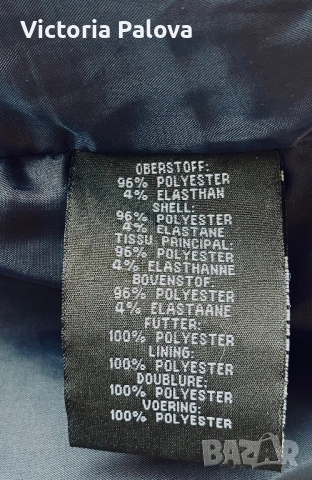 Victoria Palova
OBERSTOFF:
96% POLYESTER
4% ELASTHAN
SHELL:
96% POLYESTER
4% ELASTANE
TISSU PRINCIPAL:
96% POLYESTER
4% ELASTHANNE
BOVENSTOF:
96% POLYESTER
4% ELASTAANE
FUTTER:
100% POLYESTER
LINING:
100% POLYESTER
DOUBLURE:
100% POLYESTER
VOERING:
100% POLYESTER
BAZAR